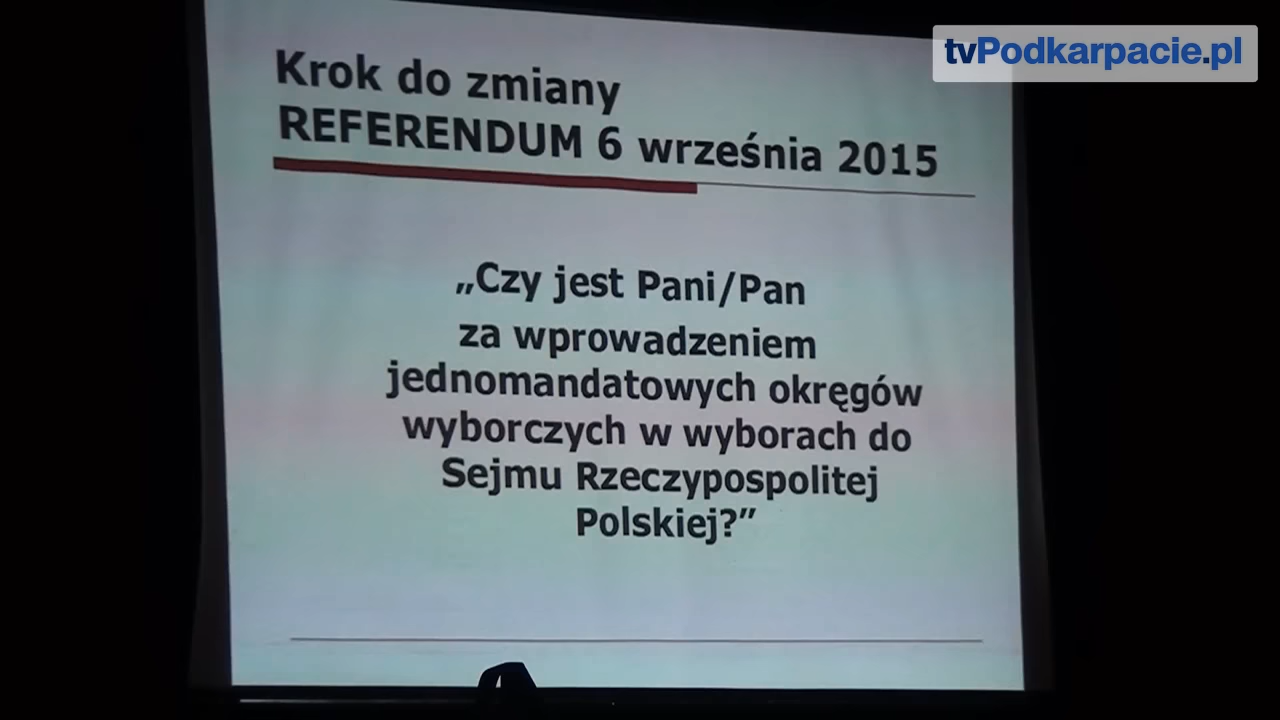 tvPodkarpacie.pl
Krok do zmiany
REFERENDUM 6 września 2015
„Czy jest Pani/Pan
za wprowadzeniem
jednomandatowych okręgów
wyborczych w wyborach do
Sejmu Rzeczypospolitej
Polskiej?”